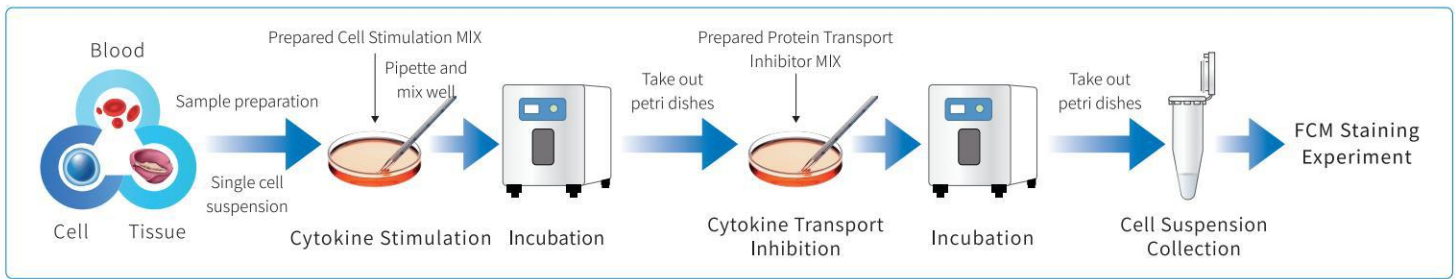 Blood
Cell
Tissue
Sample preparation
Single cell
suspension
Prepared Cell Stimulation MIX
Pipette and
mix well
Cytokine Stimulation
Incubation
Take out
petri dishes
Prepared Protein Transport
Inhibitor MIX
Cytokine Transport
Inhibition
Incubation
Take out
petri dishes
Cell Suspension
Collection
FCM Staining
Experiment